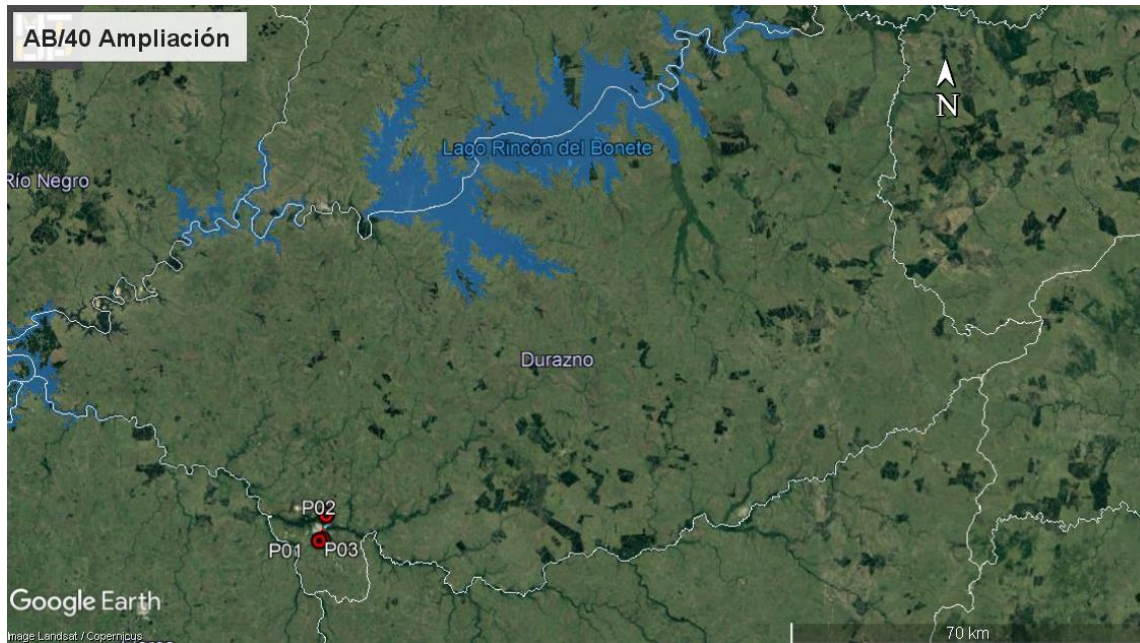 AB/40 Ampliación
N
Lago Rincón del Bonete
Río Negro
Durazno
P02
P01
P03
Google Earth
Image Landsat / Copernicus
70 km